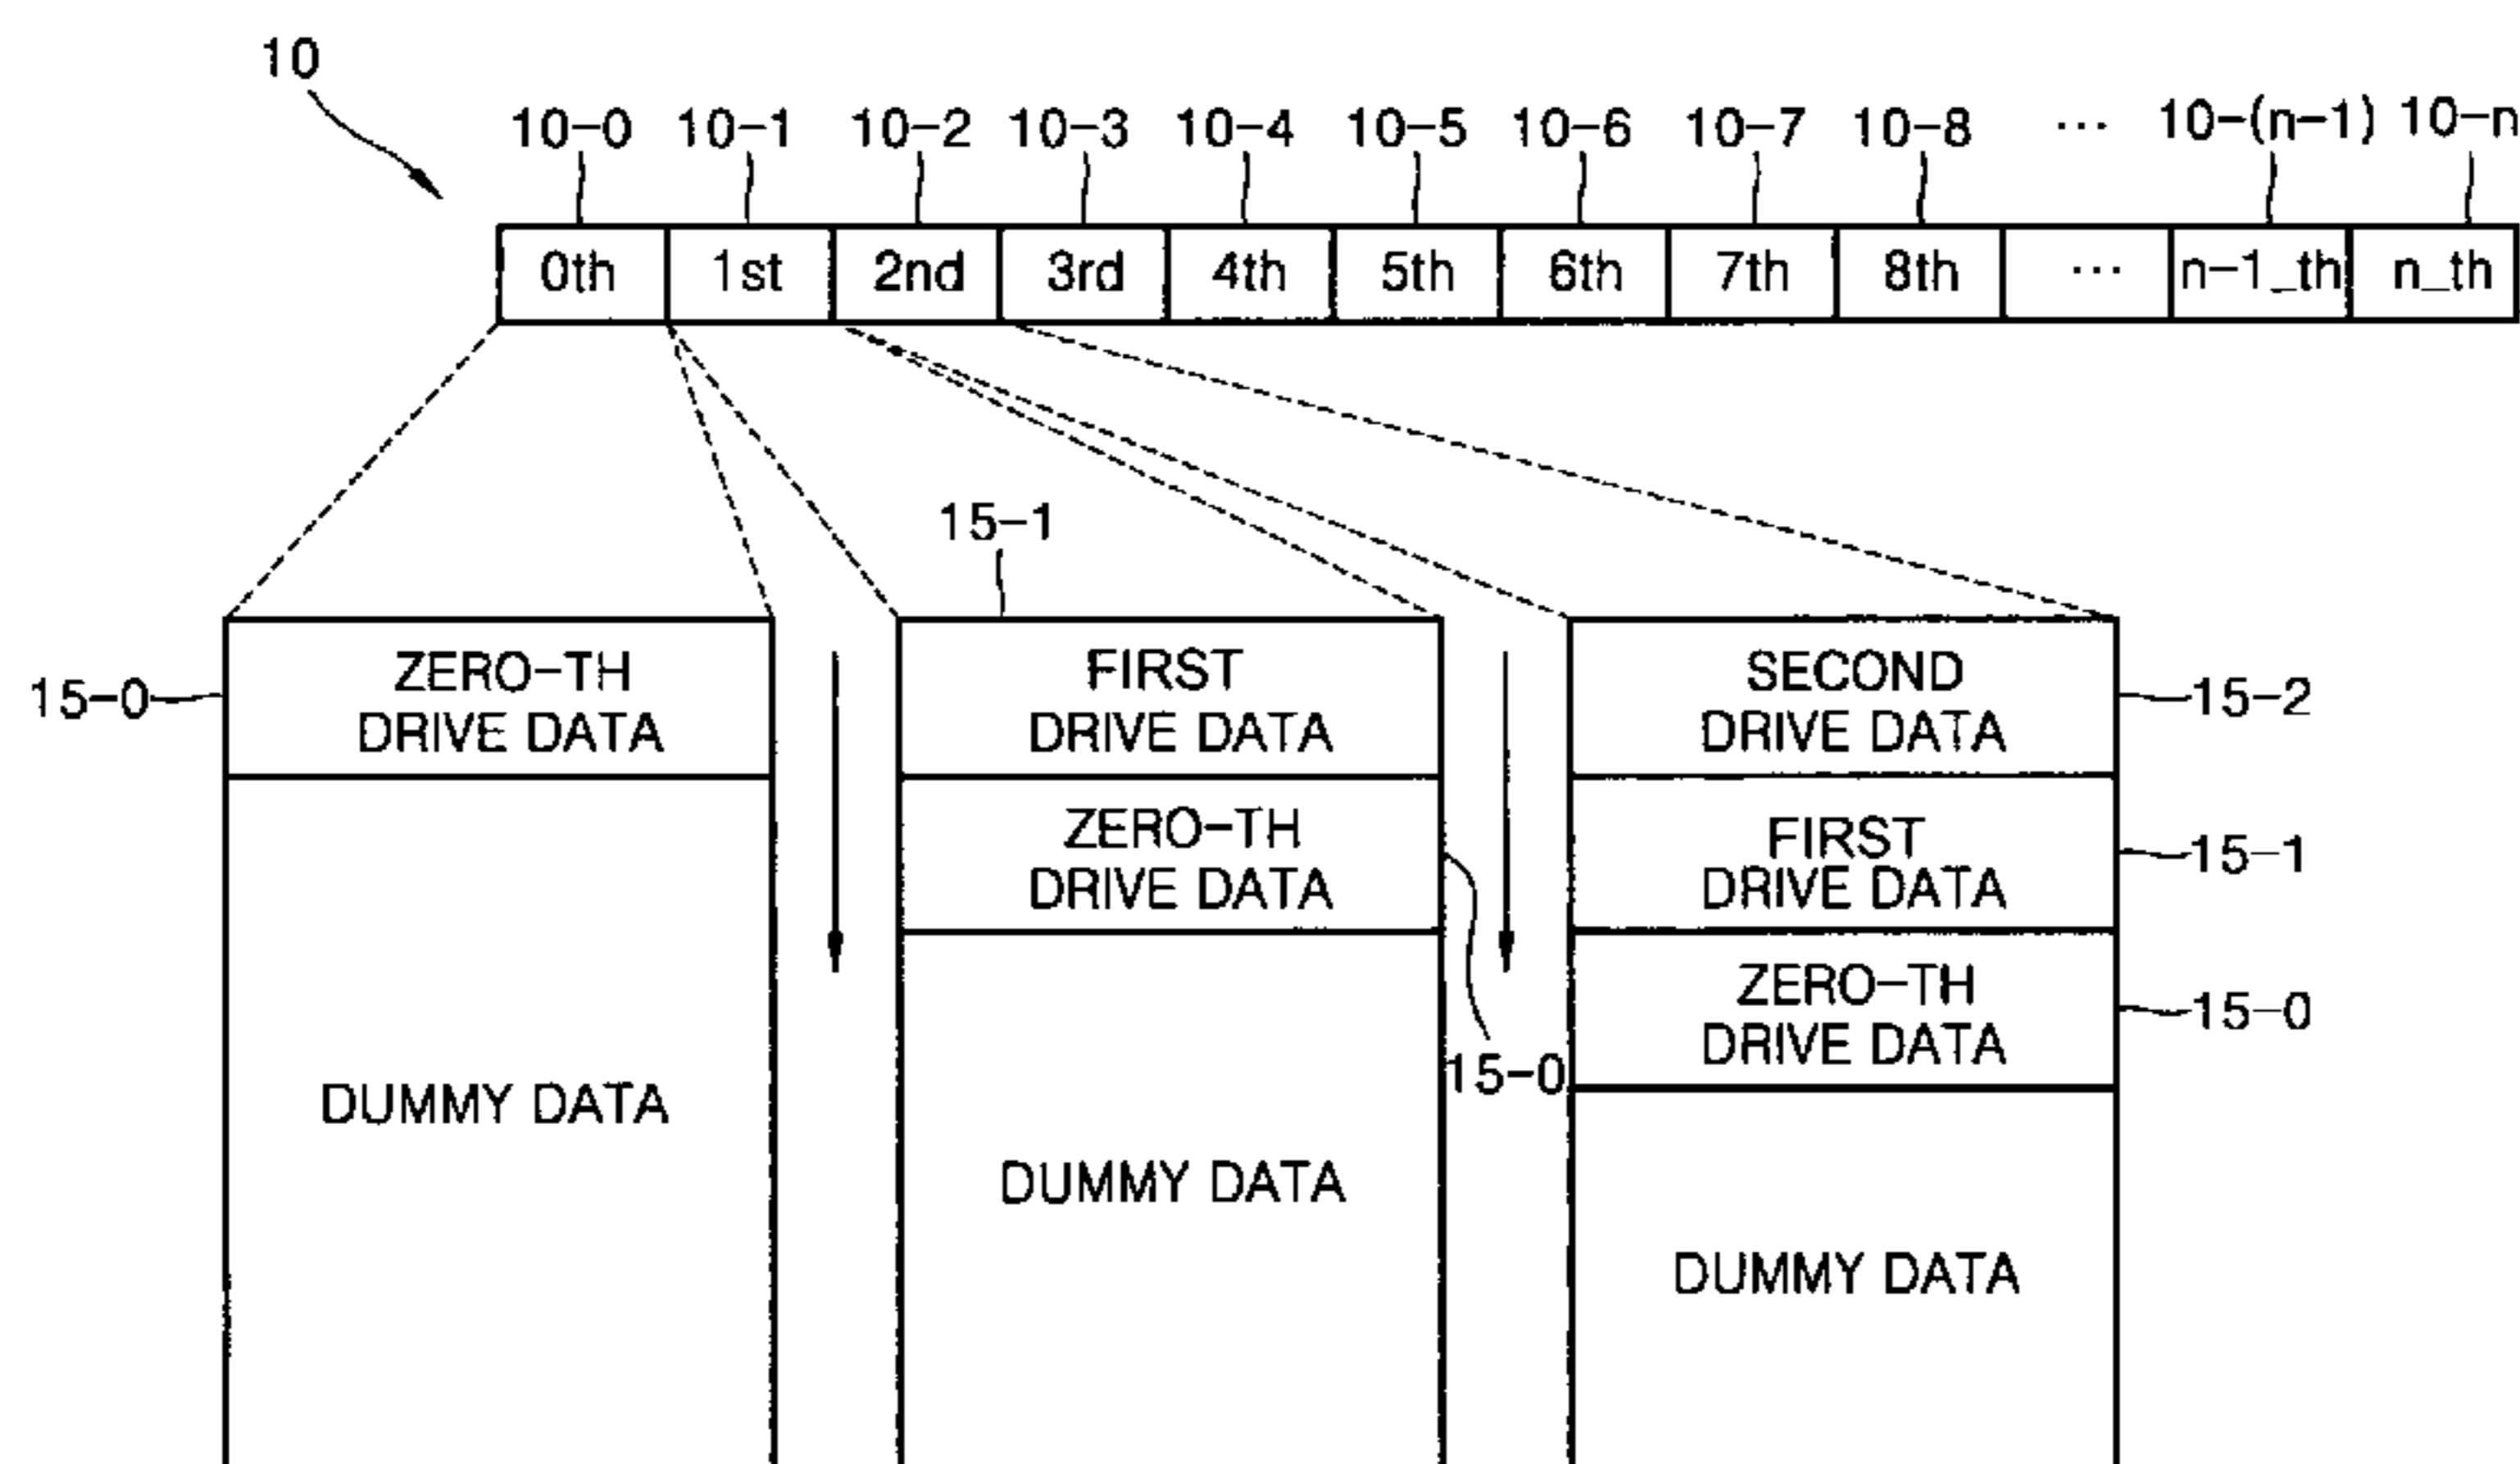 10
10-0 10-1 10-2 10-3 10-4 10-5 10-6 10-7 10-8 ... 10-(n-1) 10-n
0th 1st 2nd 3rd 4th 5th 6th 7th 8th ... n-1_th n_th
15-1
ZERO-TH
DRIVE DATA
15-0
DUMMY DATA
FIRST
DRIVE DATA
ZERO-TH
DRIVE DATA
15-0
DUMMY DATA
SECOND
DRIVE DATA
15-2
FIRST
DRIVE DATA
15-1
ZERO-TH
DRIVE DATA
15-0
DUMMY DATA